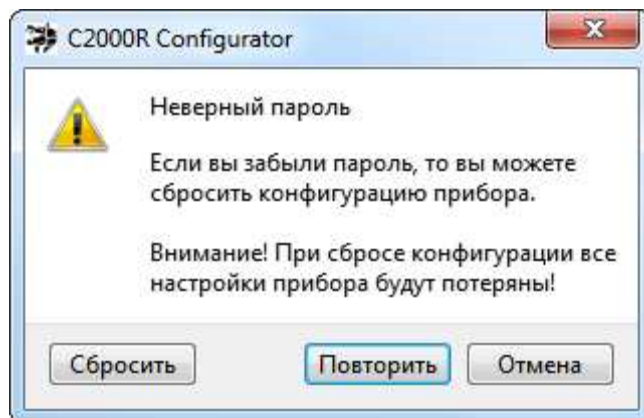 C2000R Configurator
Неверный пароль
Если вы забыли пароль, то вы можете
сбросить конфигурацию прибора.
Внимание! При сбросе конфигурации все
настройки прибора будут потеряны!
Сбросить Повторить Отмена